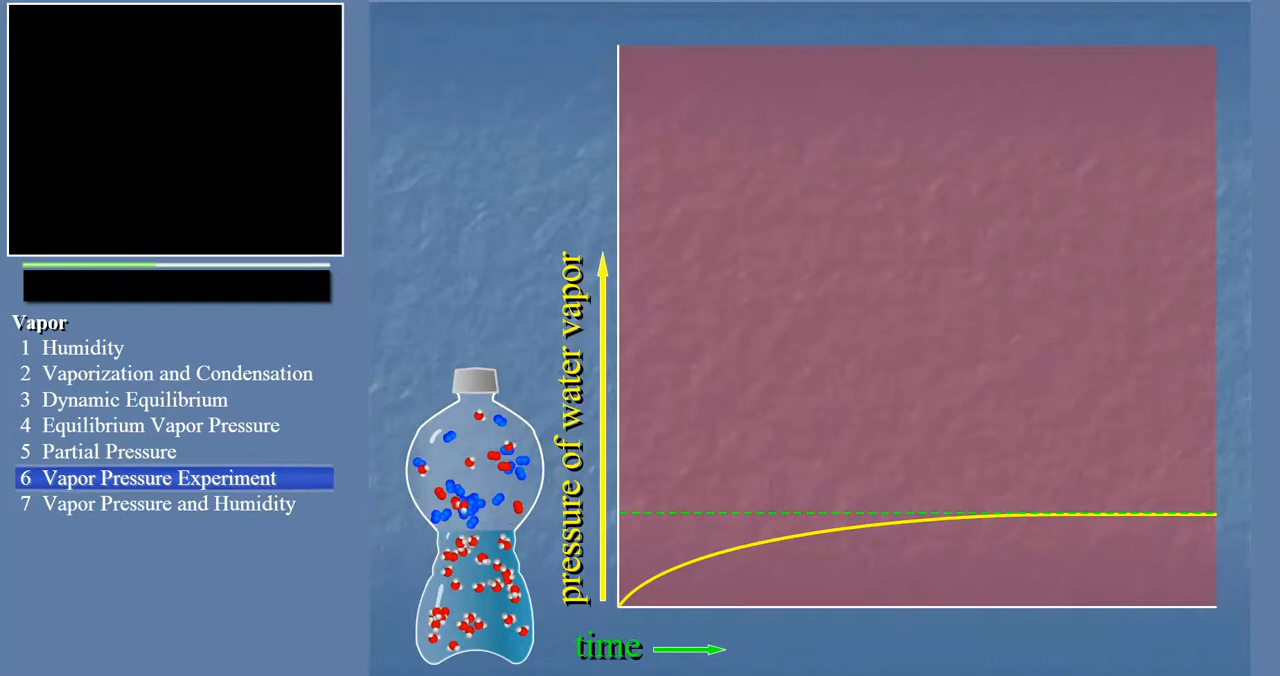 Vapor
1 Humidity
2 Vaporization and Condensation
3 Dynamic Equilibrium
4 Equilibrium Vapor Pressure
5 Partial Pressure
6 Vapor Pressure Experiment
7 Vapor Pressure and Humidity
pressure of water vapor
time